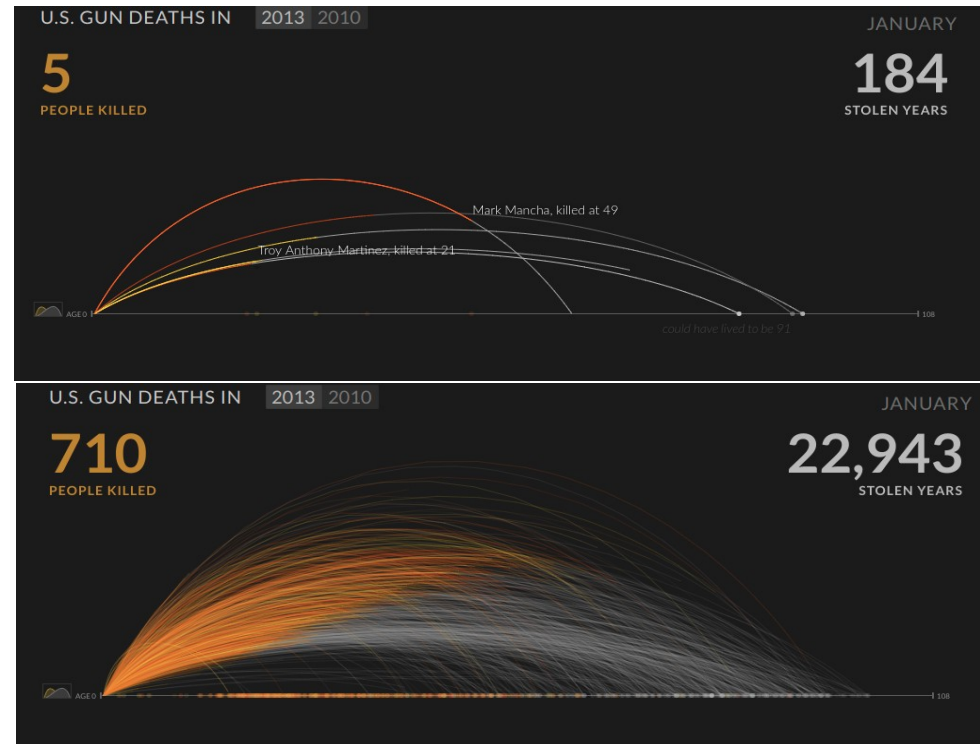 U.S. GUN DEATHS IN 2013 2010
JANUARY
5
PEOPLE KILLED
184
STOLEN YEARS
Mark Mancha, killed at 49
Troy Anthony Martinez, killed at 21
AGE 0
108
could have lived to be 91
U.S. GUN DEATHS IN 2013 2010
JANUARY
710
PEOPLE KILLED
22,943
STOLEN YEARS
AGE 0
108